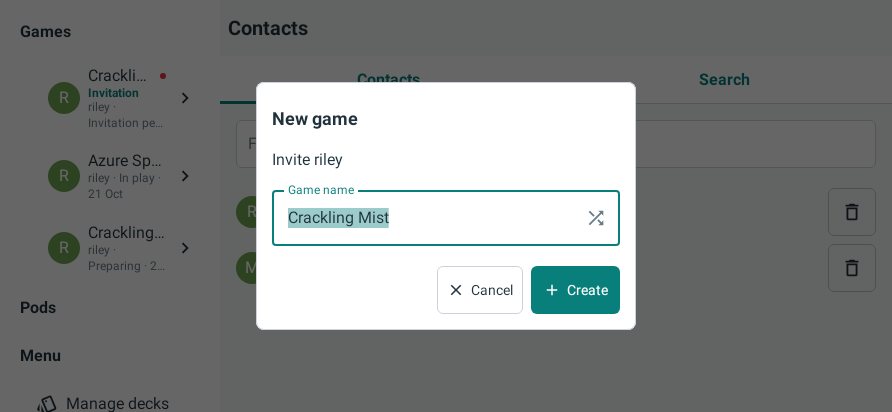 Games
Contacts
Crackli...
Invitation
riley ·
Invitation pe...
R
Azure Sp...
riley · In play ·
21 Oct
R
Crackling...
riley ·
Preparing · 2...
R
Pods
Menu
Manage decks
Contacts
Search
F
R
M
New game
Invite riley
Game name
Crackling Mist
Cancel
Create